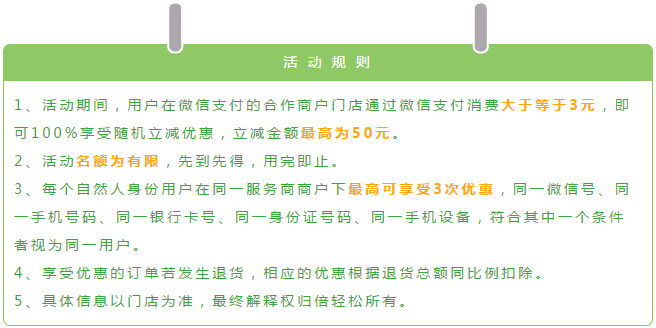 活动规则
1、活动期间，用户在微信支付的合作商户门店通过微信支付消费大于等于3元，即
可100%享受随机立减优惠，立减金额最高为50元。
2、活动名额为有限，先到先得，用完即止。
3、每个自然人身份用户在同一服务商商户下最高可享受3次优惠，同一微信号、同
一手机号码、同一银行卡号、同一身份证号码、同一手机设备，符合其中一个条件
者视为同一用户。
4、享受优惠的订单若发生退货，相应的优惠根据退货总额同比例扣除。
5、具体信息以门店为准，最终解释权归倍轻松所有。